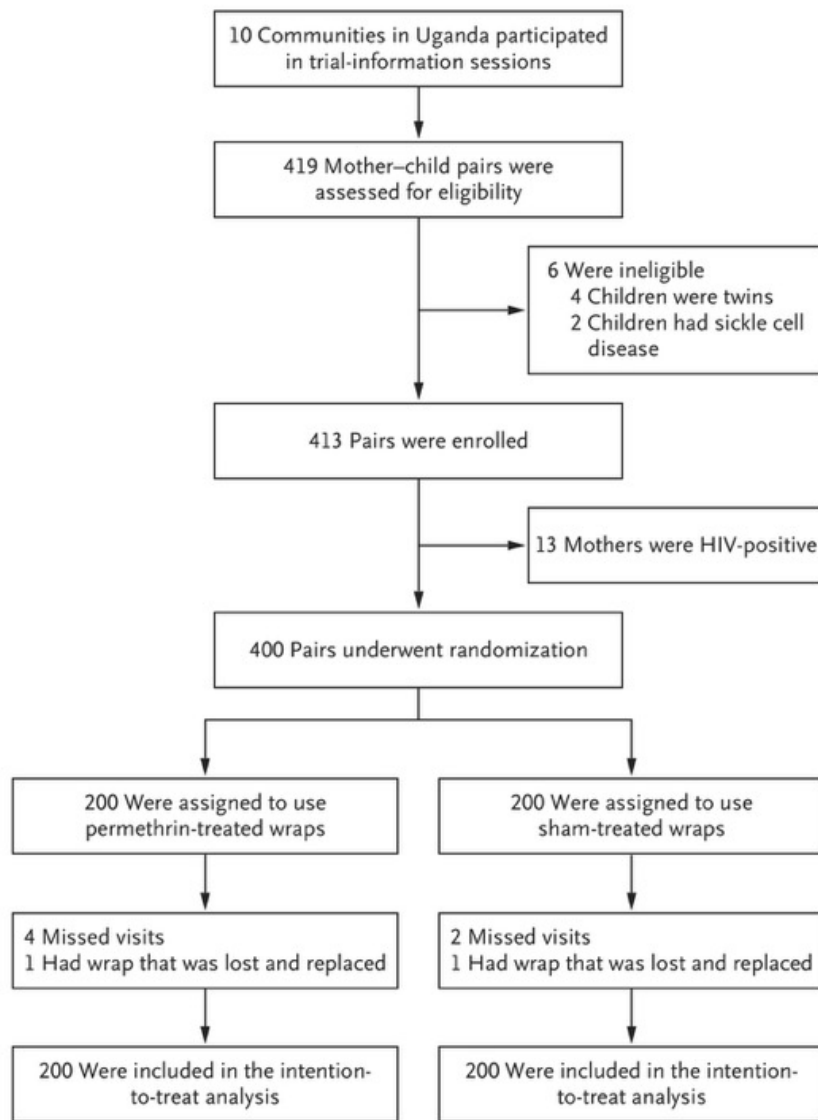 10 Communities in Uganda participated
in trial-information sessions
419 Mother–child pairs were
assessed for eligibility
6 Were ineligible
4 Children were twins
2 Children had sickle cell
disease
413 Pairs were enrolled
13 Mothers were HIV-positive
400 Pairs underwent randomization
200 Were assigned to use
permethrin-treated wraps
200 Were assigned to use
sham-treated wraps
4 Missed visits
1 Had wrap that was lost and replaced
2 Missed visits
1 Had wrap that was lost and replaced
200 Were included in the intention-
to-treat analysis
200 Were included in the intention-
to-treat analysis